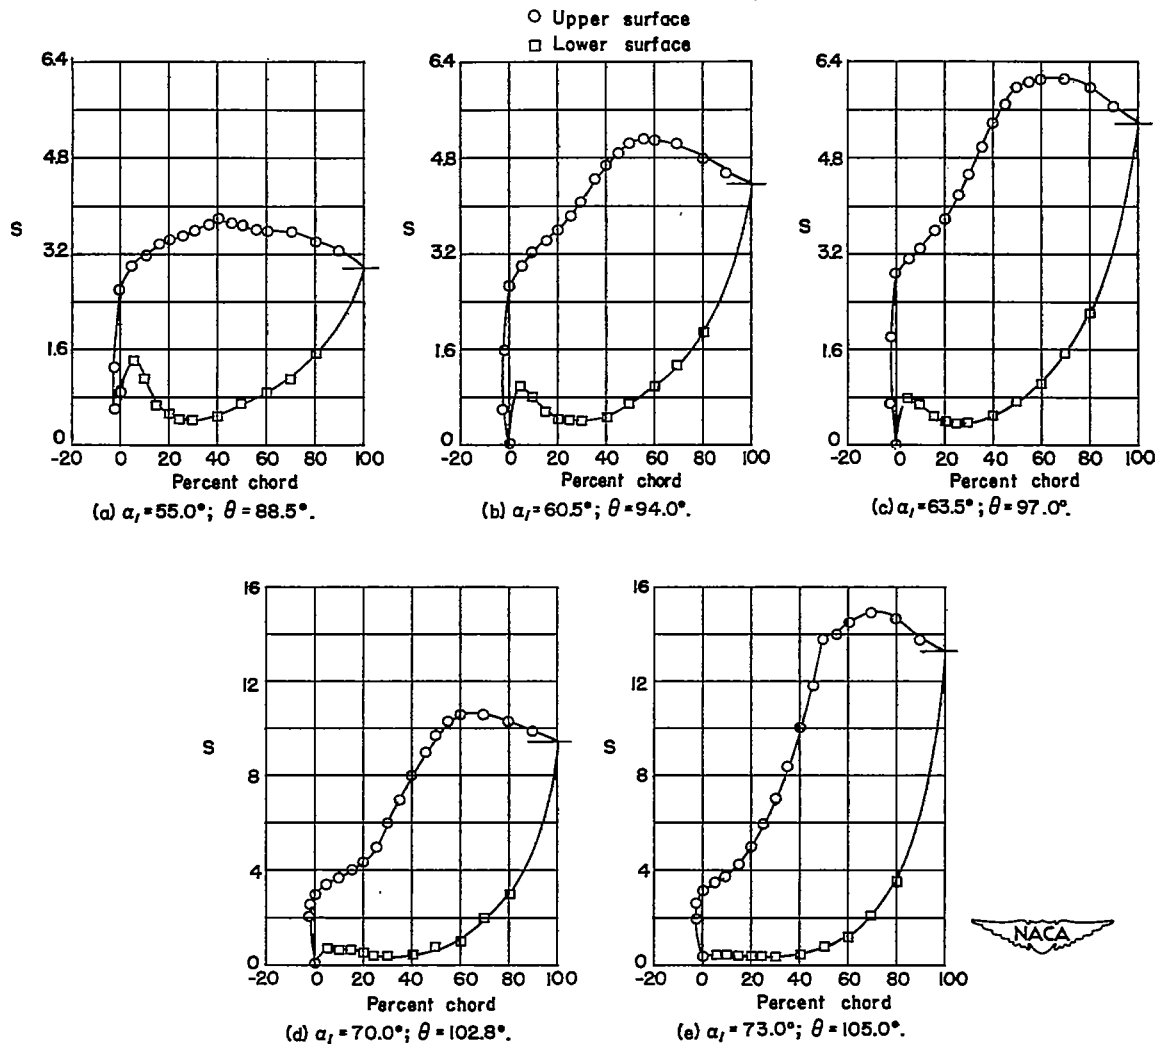 Upper surface
Lower surface
6.4
4.8
S
3.2
1.6
0
-20 0 20 40 60 80 100
Percent chord
(a) α₁=55.0°; θ=88.5°.
6.4
4.8
S
3.2
1.6
0
-20 0 20 40 60 80 100
Percent chord
(b) α₁=60.5°; θ=94.0°.
6.4
4.8
S
3.2
1.6
0
-20 0 20 40 60 80 100
Percent chord
(c) α₁=63.5°; θ=97.0°.
16
12
S
8
4
0
-20 0 20 40 60 80 100
Percent chord
(d) α₁=70.0°; θ=102.8°.
16
12
S
8
4
0
-20 0 20 40 60 80 100
Percent chord
(e) α₁=73.0°; θ=105.0°.
NACA